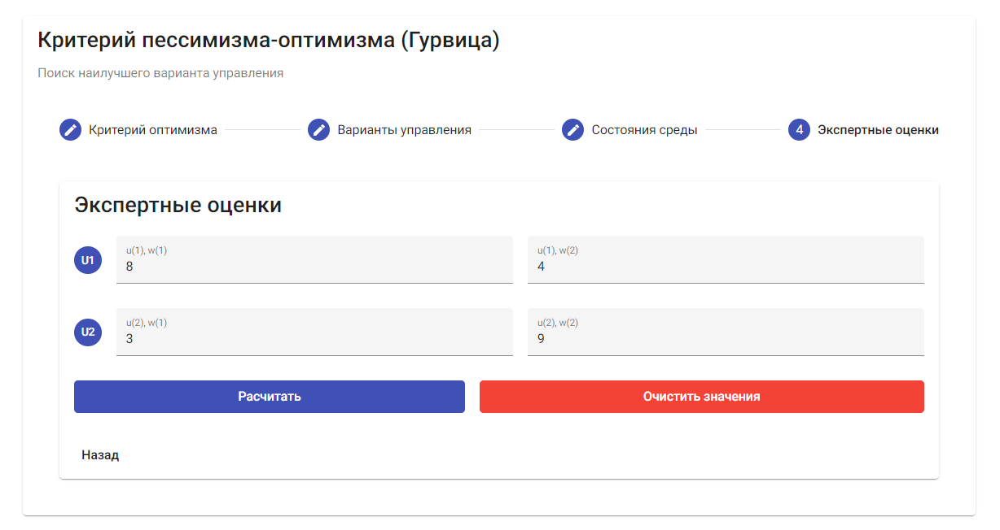 Критерий пессимизма-оптимизма (Гурвица)
Поиск наилучшего варианта управления
Критерий оптимизма Варианты управления Состояния среды 4 Экспертные оценки
Экспертные оценки
u(1), w(1) u(1), w(2)
U1 8 4
u(2), w(1) u(2), w(2)
U2 3 9
Расчитать Очистить значения
Назад